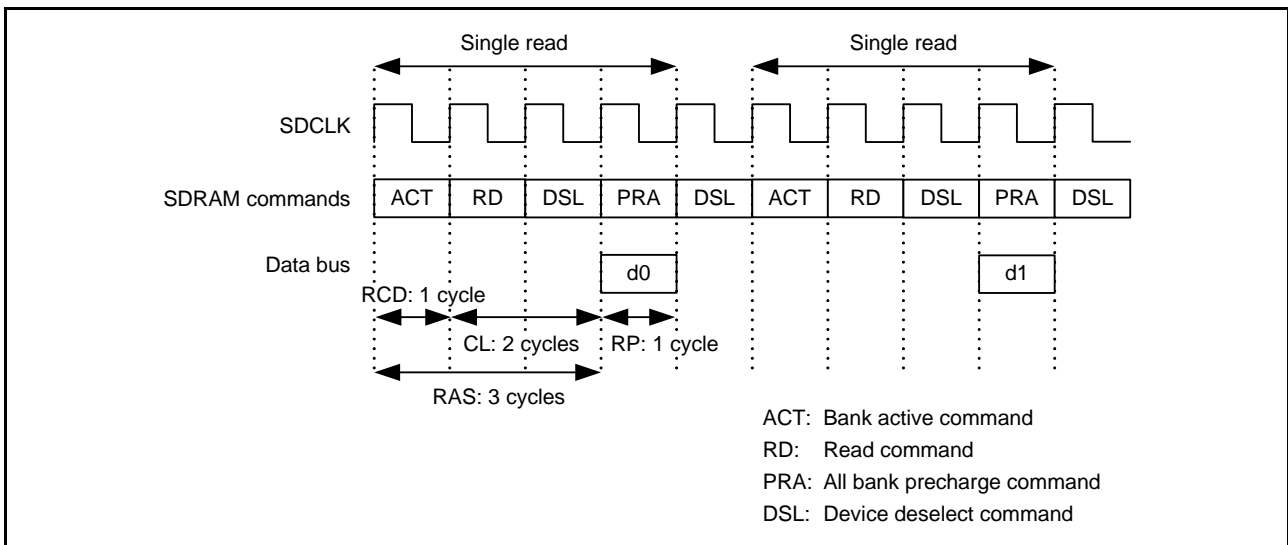 Single read Single read
SDCLK
SDRAM commands ACT RD DSL PRA DSL ACT RD DSL PRA DSL
Data bus d0 d1
RCD: 1 cycle
CL: 2 cycles RP: 1 cycle
RAS: 3 cycles
ACT: Bank active command
RD: Read command
PRA: All bank precharge command
DSL: Device deselect command